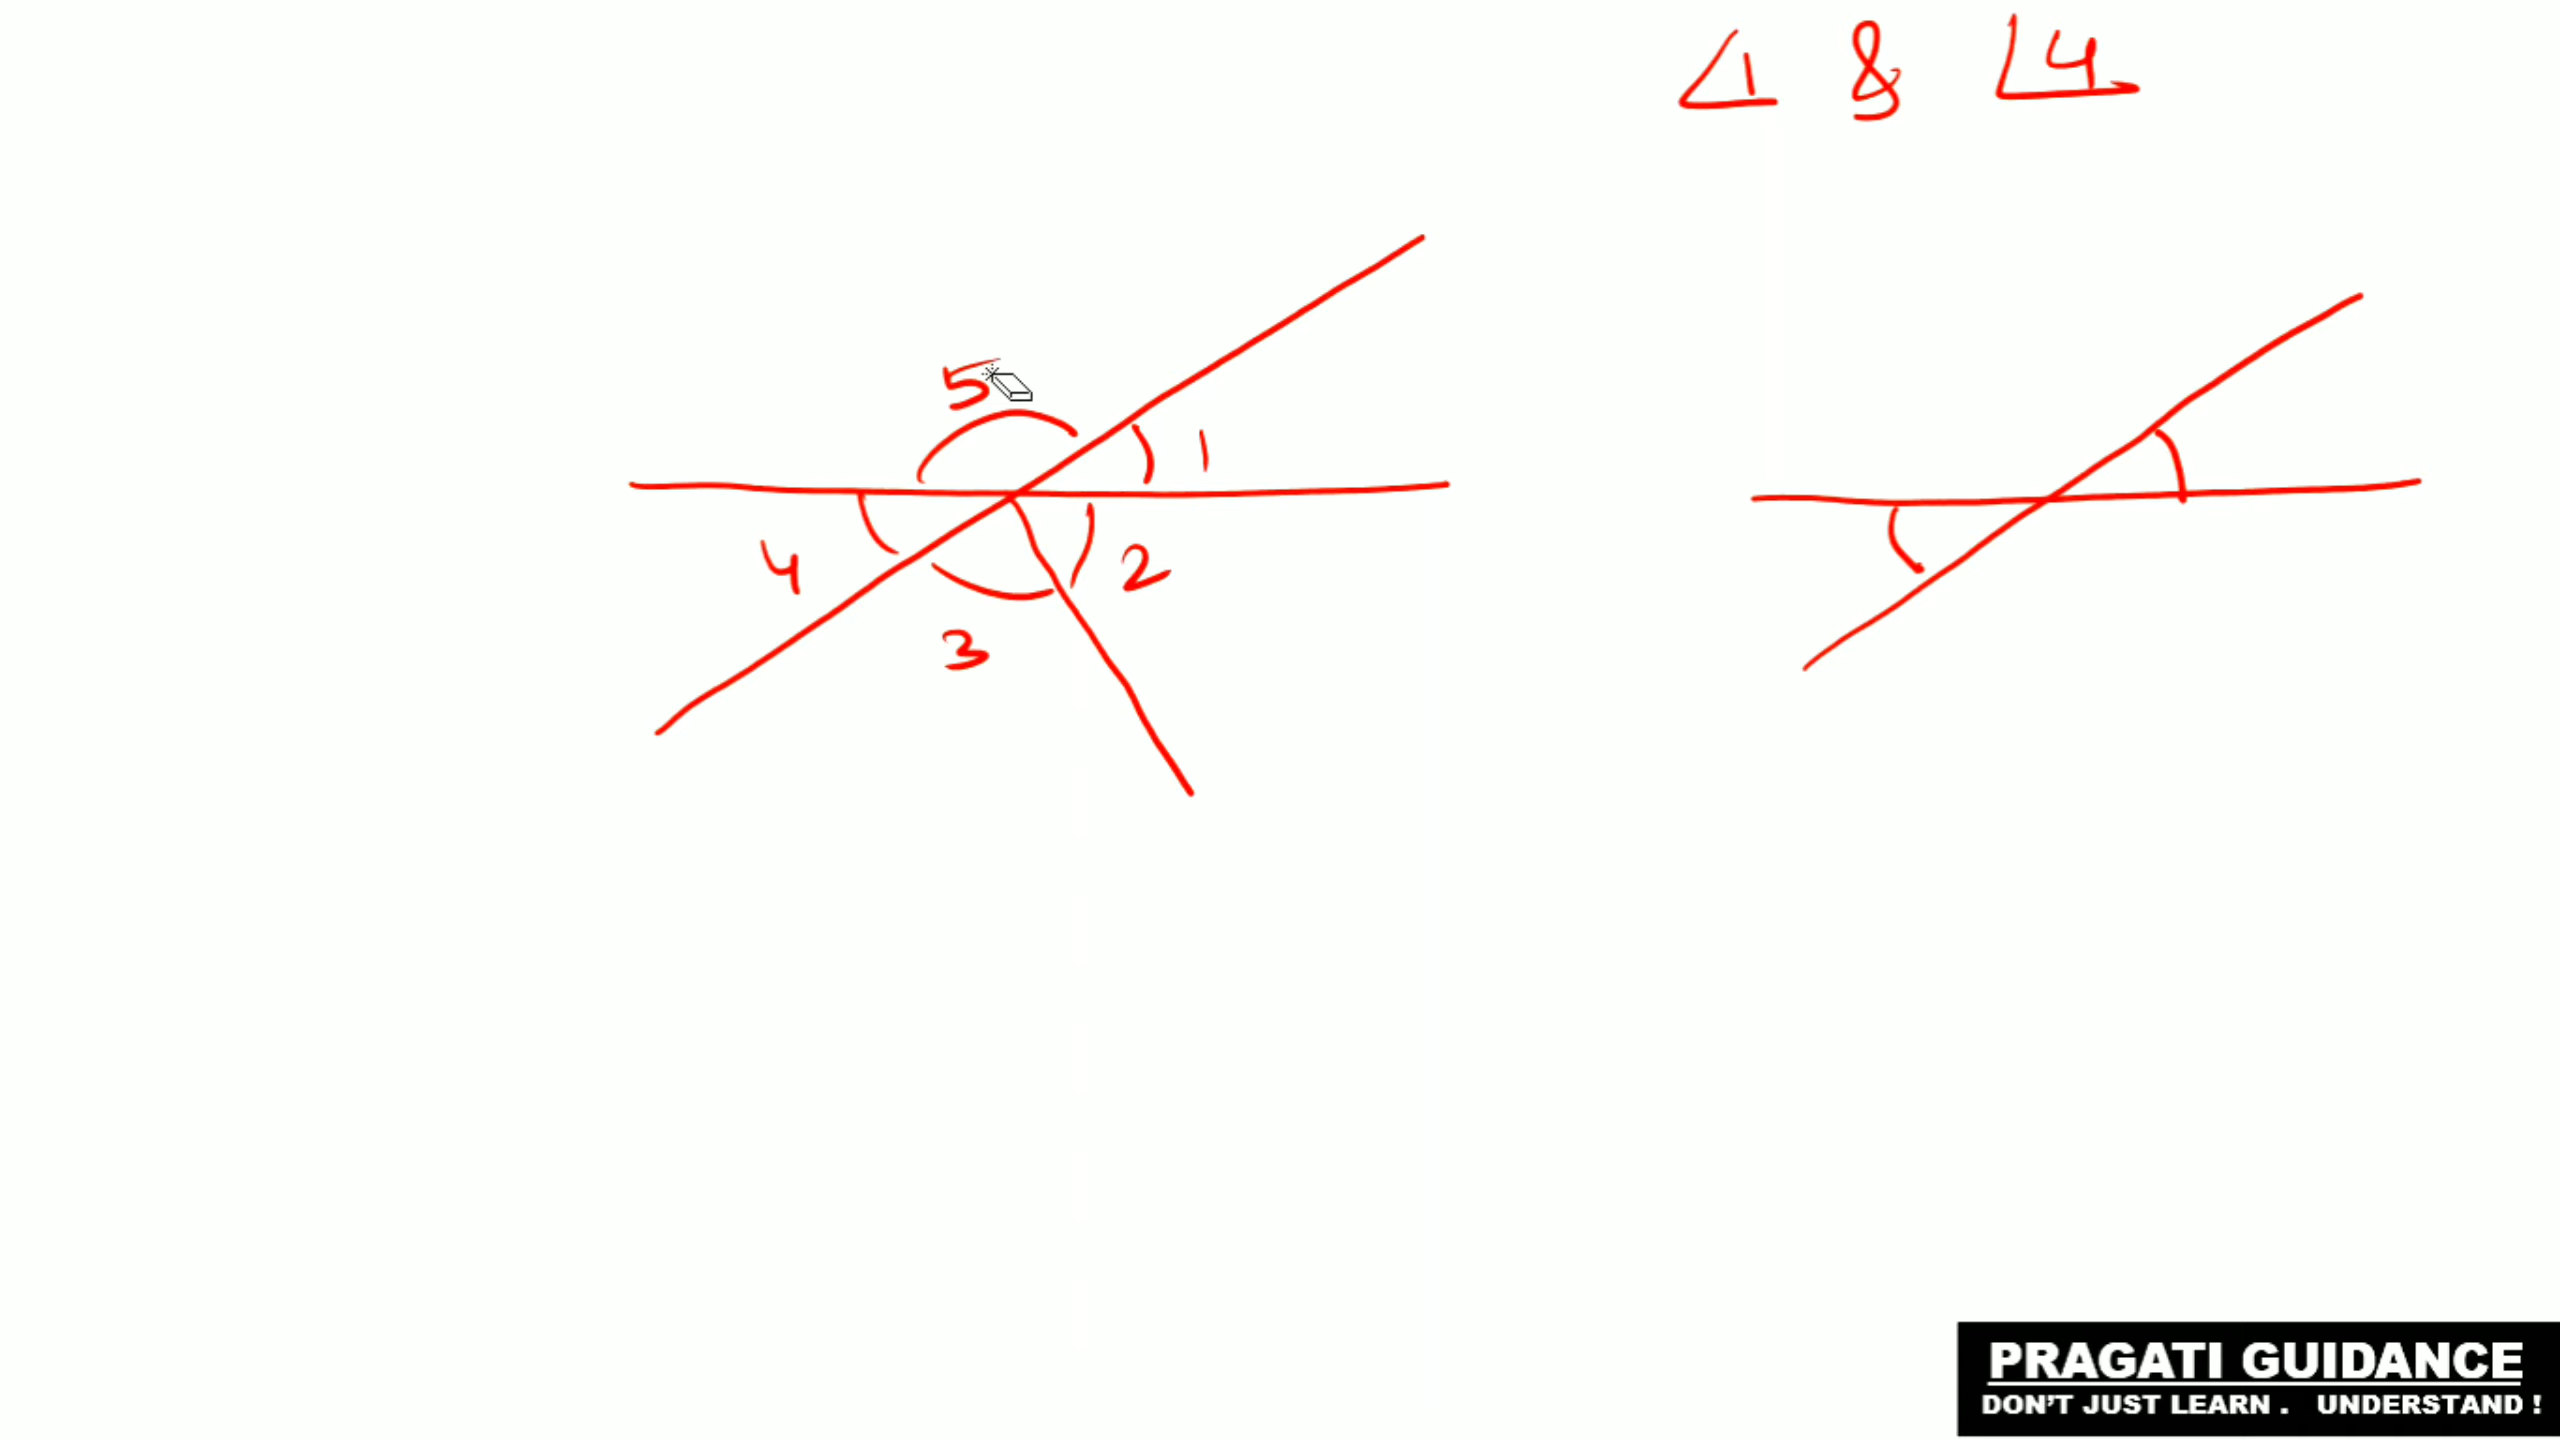 ∠1 & ∠4
5
1
4
2
3
PRAGATI GUIDANCE
DON'T JUST LEARN . UNDERSTAND !